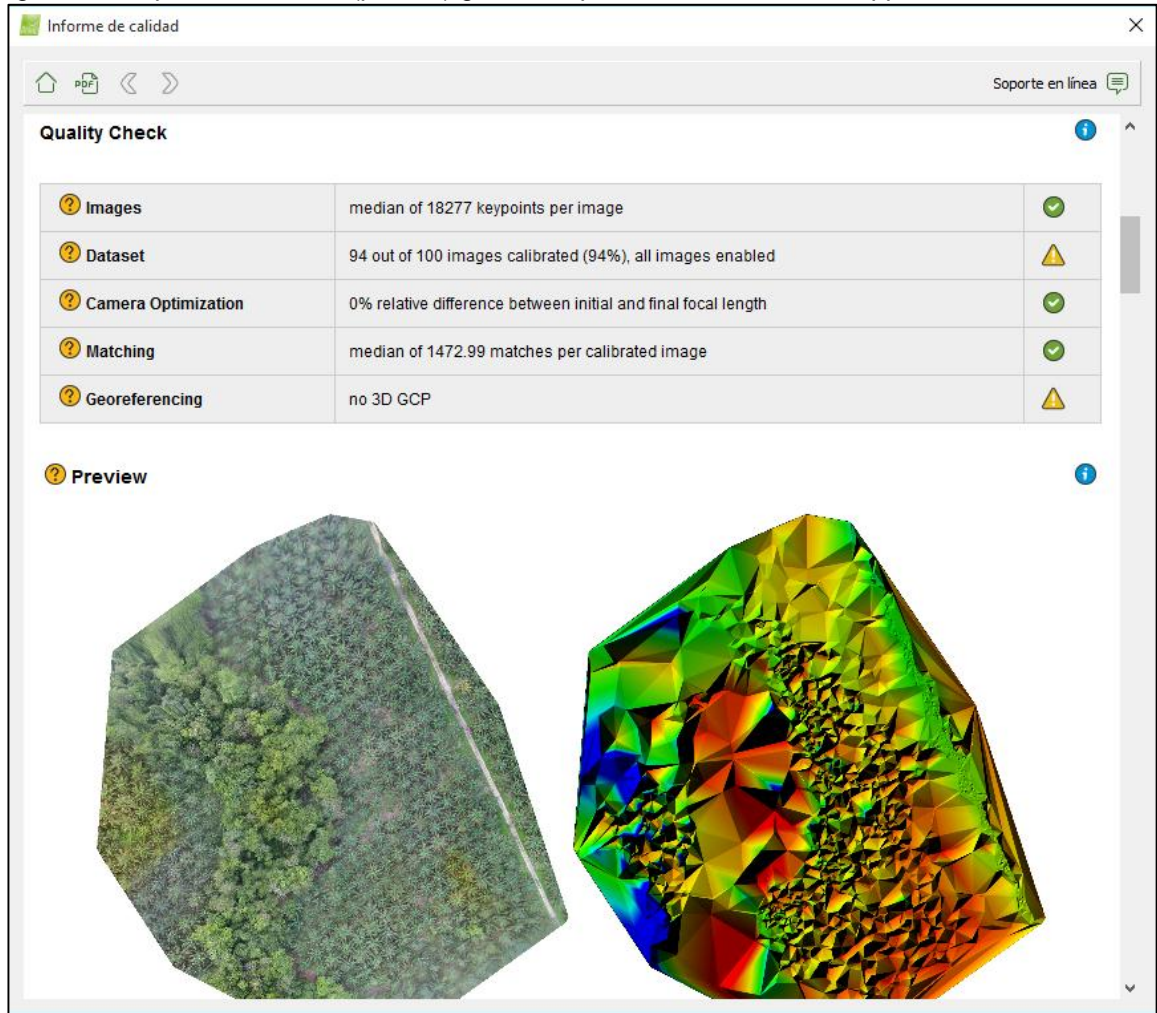 Informe de calidad
PDF
Soporte en línea
Quality Check
Images median of 18277 keypoints per image
Dataset 94 out of 100 images calibrated (94%), all images enabled
Camera Optimization 0% relative difference between initial and final focal length
Matching median of 1472.99 matches per calibrated image
Georeferencing no 3D GCP
Preview